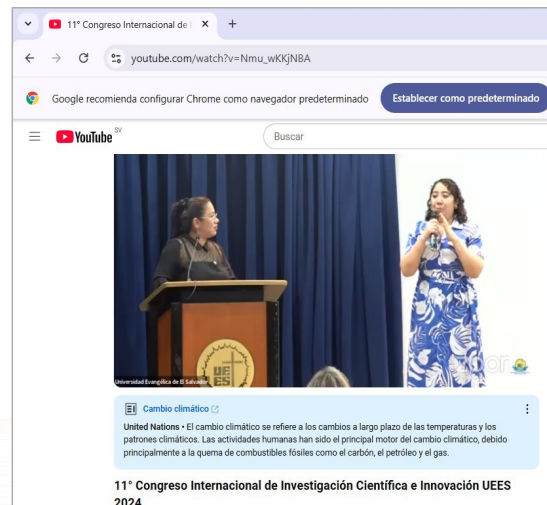 11° Congreso Internacional de I
youtube.com/watch?v=Nmu_wKKjNBA
Google recomienda configurar Chrome como navegador predeterminado
Establecer como predeterminado
YouTube SV
Buscar
UE
ES
Universidad Evangélica de El Salvador
Cambio climático
United Nations • El cambio climático se refiere a los cambios a largo plazo de las temperaturas y los
patrones climáticos. Las actividades humanas han sido el principal motor del cambio climático, debido
principalmente a la quema de combustibles fósiles como el carbón, el petróleo y el gas.
11° Congreso Internacional de Investigación Científica e Innovación UEES
2024